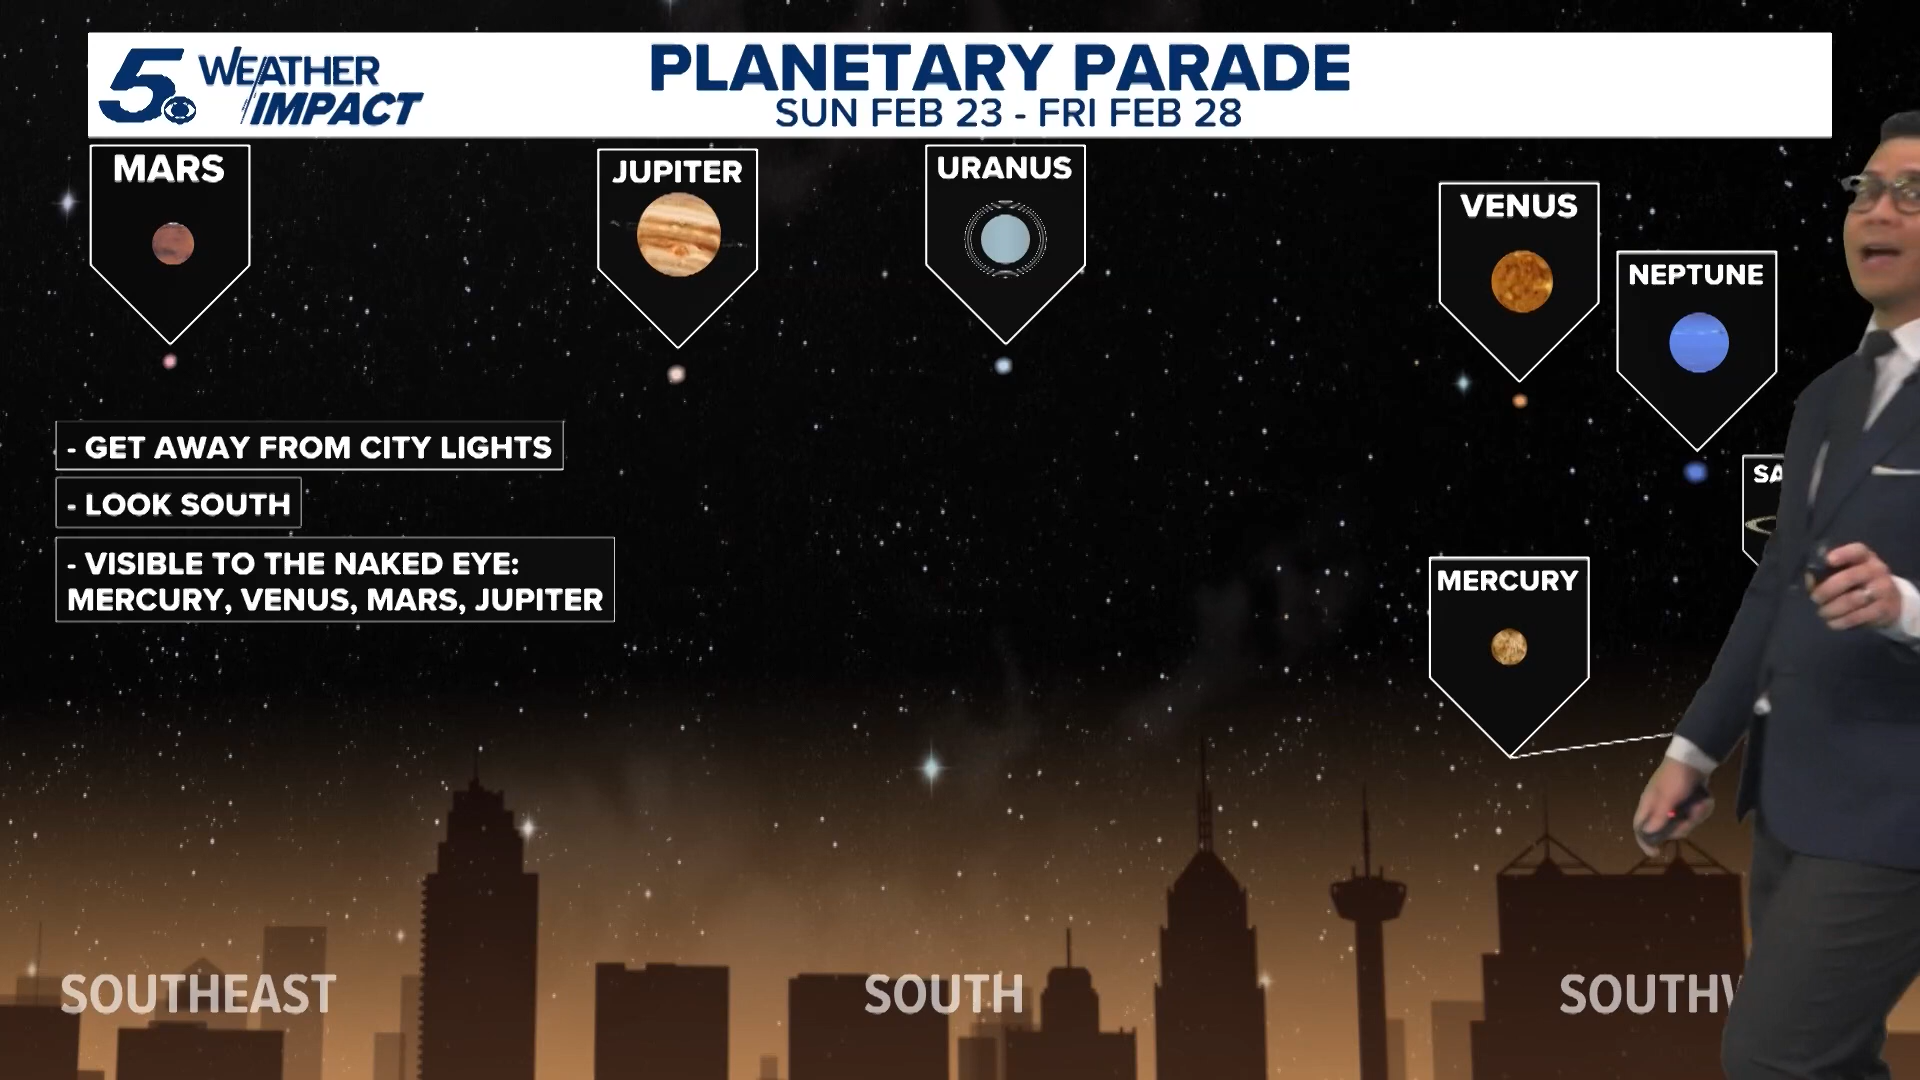 5 WEATHER
IMPACT
PLANETARY PARADE
SUN FEB 23 - FRI FEB 28
MARS
JUPITER
URANUS
VENUS
NEPTUNE
- GET AWAY FROM CITY LIGHTS
- LOOK SOUTH
- VISIBLE TO THE NAKED EYE:
MERCURY, VENUS, MARS, JUPITER
MERCURY
SOUTHEAST
SOUTH